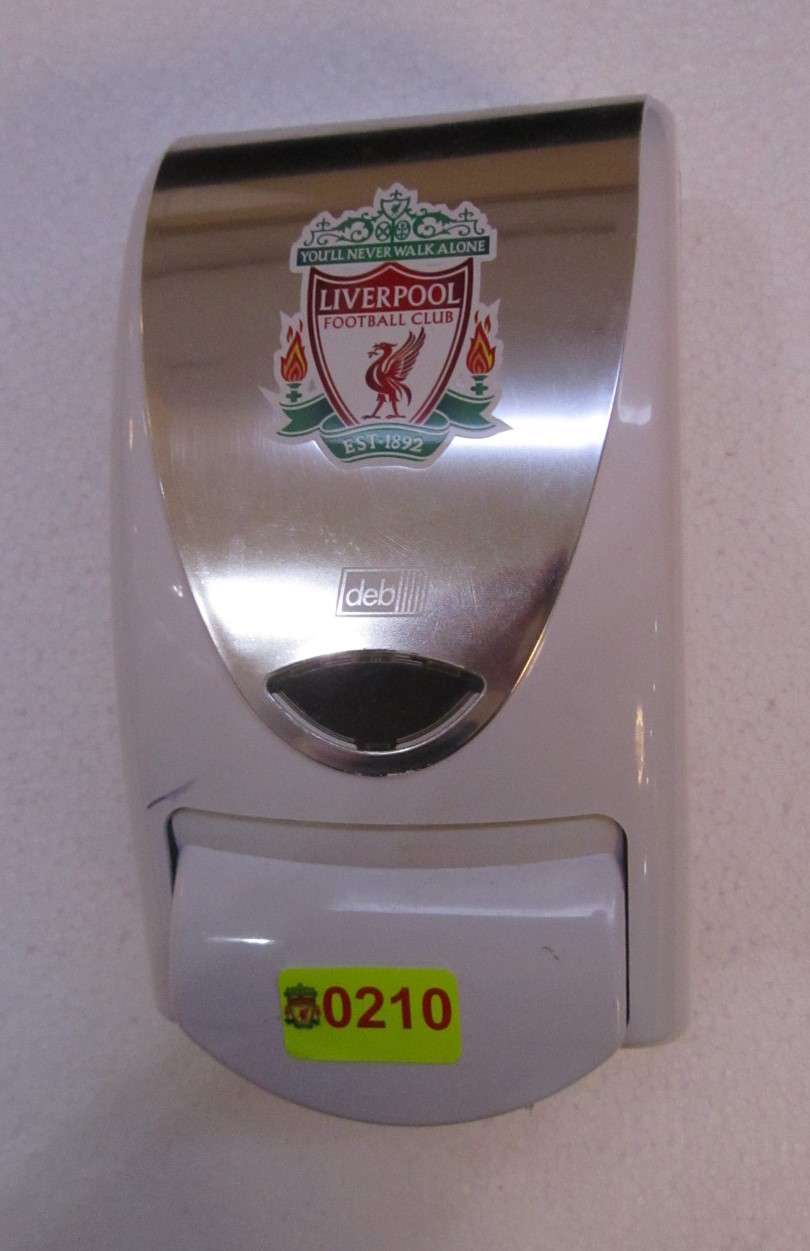 YOU'LL NEVER WALK ALONE
LIVERPOOL
FOOTBALL CLUB
EST·1892
deb
0210